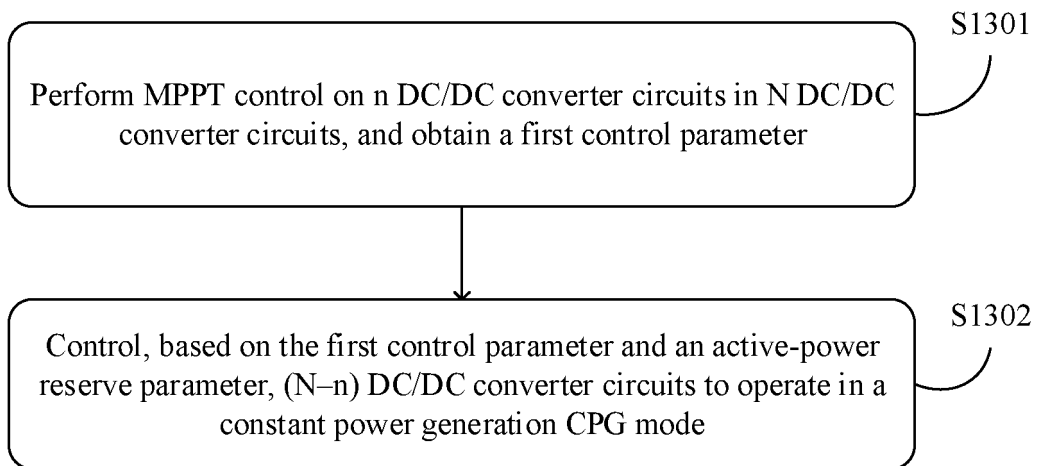 S1301
Perform MPPT control on n DC/DC converter circuits in N DC/DC
converter circuits, and obtain a first control parameter
S1302
Control, based on the first control parameter and an active-power
reserve parameter, (N–n) DC/DC converter circuits to operate in a
constant power generation CPG mode